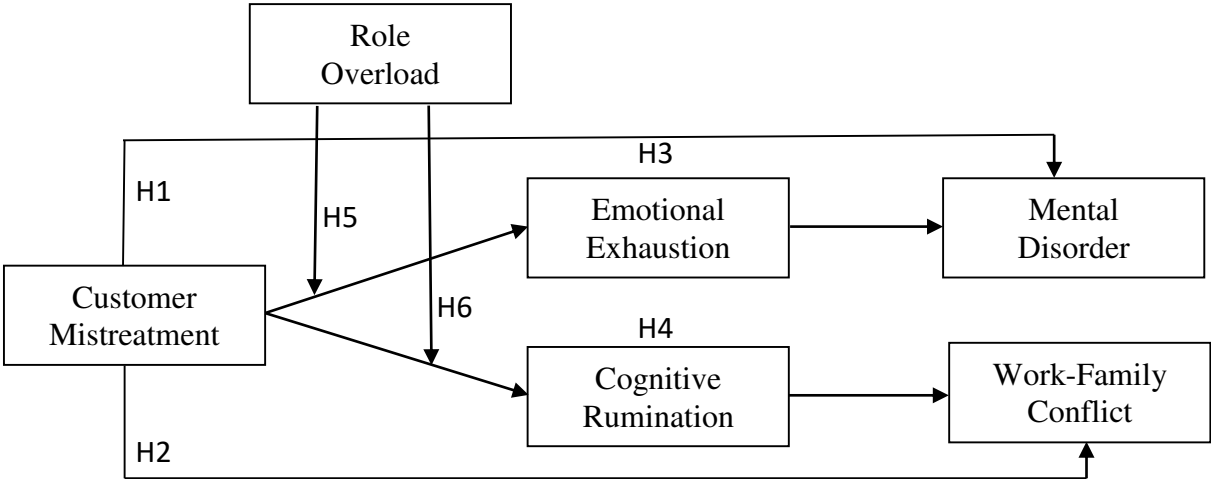 Role
Overload
H3
H1
Emotional
Exhaustion
Mental
Disorder
H5
Customer
Mistreatment
H6
H4
Cognitive
Rumination
Work-Family
Conflict
H2